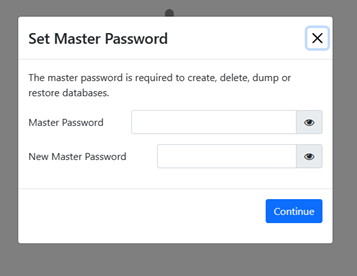 Set Master Password
The master password is required to create, delete, dump or
restore databases.
Master Password
New Master Password
Continue